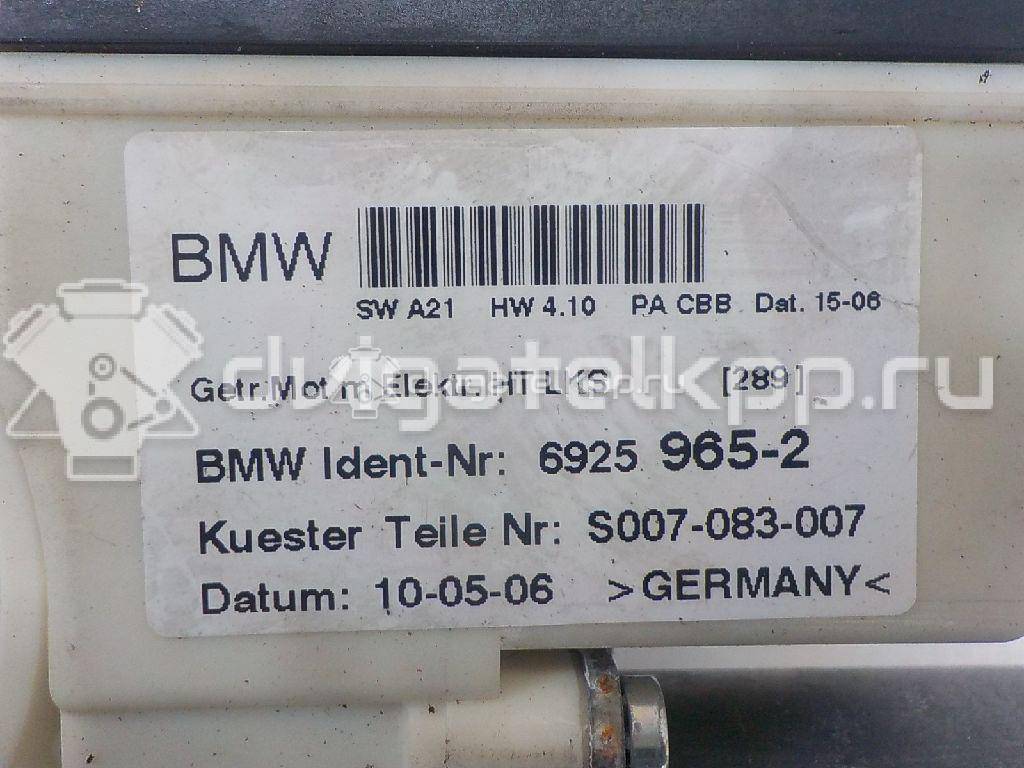 BMW
SW A21 HW 4.10 PA CBB Dat. 15-06
Getr.Mot.m.Elektr. HT LKS [289]
dvigatelkpp.ru
BMW Ident-Nr: 6925 965-2
Kuester Teile Nr: S007-083-007
Datum: 10-05-06 >GERMANY<